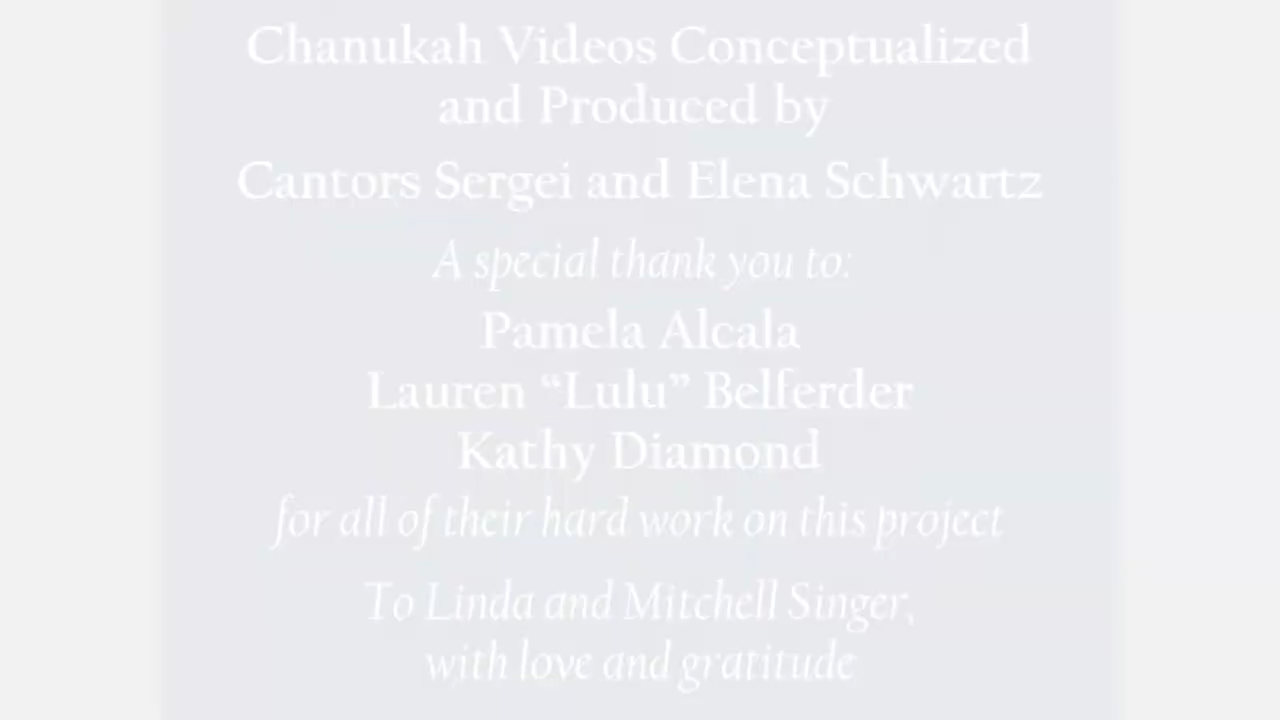 Chanukah Videos Conceptualized
and Produced by
Cantors Sergei and Elena Schwartz
A special thank you to:
Pamela Alcala
Lauren “Lulu” Belferder
Kathy Diamond
for all of their hard work on this project
To Linda and Mitchell Singer,
with love and gratitude